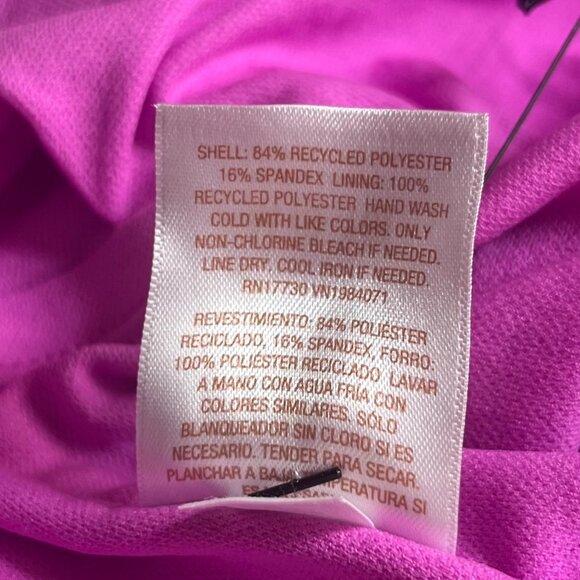 SHELL: 84% RECYCLED POLYESTER
16% SPANDEX LINING: 100%
RECYCLED POLYESTER HAND WASH
COLD WITH LIKE COLORS. ONLY
NON-CHLORINE BLEACH IF NEEDED.
LINE DRY. COOL IRON IF NEEDED.
RN17730 VN1984071
REVESTIMIENTO: 84% POLIÉSTER
RECICLADO, 16% SPANDEX, FORRO:
100% POLIÉSTER RECICLADO. LAVAR
A MANO CON AGUA FRÍA CON
COLORES SIMILARES. SÓLO
BLANQUEADOR SIN CLORO SI ES
NECESARIO. TENDER PARA SECAR.
PLANCHAR A BAJA TEMPERATURA SI
ES